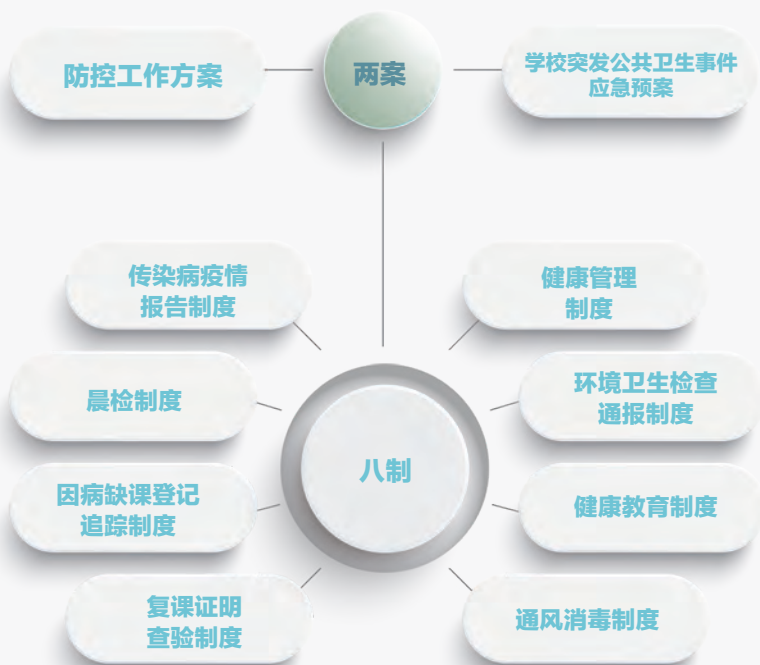 防控工作方案
两案
学校突发公共卫生事件
应急预案
传染病疫情
报告制度
健康管理
制度
晨检制度
环境卫生检查
通报制度
八制
因病缺课登记
追踪制度
健康教育制度
复课证明
查验制度
通风消毒制度